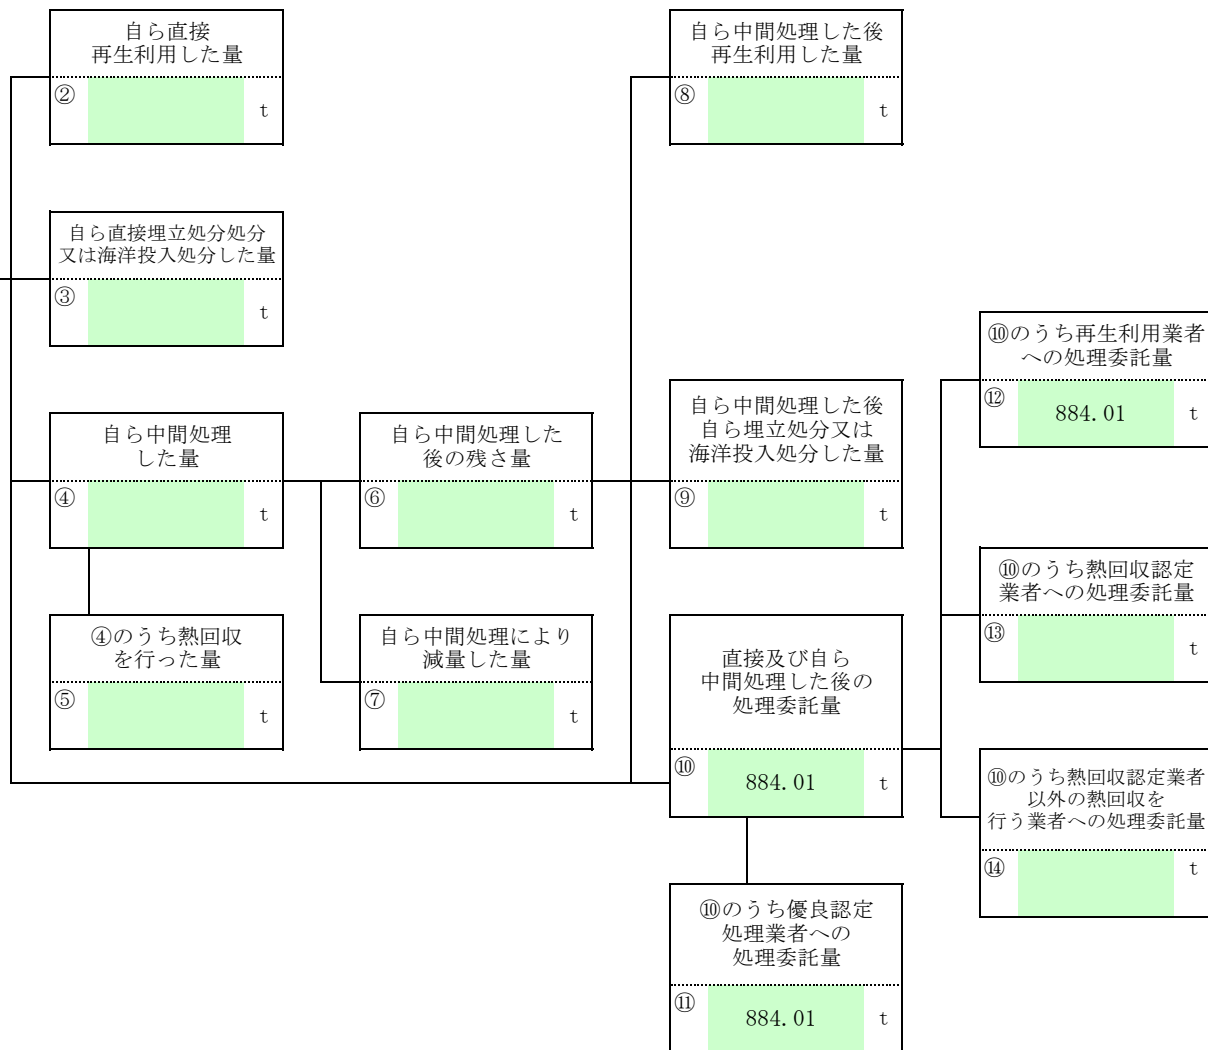 自ら直接
再生利用した量
② t
自ら直接埋立処分処分
又は海洋投入処分した量
③ t
自ら中間処理
した量
④ t
④のうち熱回収
を行った量
⑤ t
自ら中間処理した
後の残さ量
⑥ t
自ら中間処理により
減量した量
⑦ t
自ら中間処理した後
再生利用した量
⑧ t
自ら中間処理した後
自ら埋立処分又は
海洋投入処分した量
⑨ t
直接及び自ら
中間処理した後の
処理委託量
⑩ 884.01 t
⑩のうち優良認定
処理業者への
処理委託量
⑪ 884.01 t
⑩のうち再生利用業者
への処理委託量
⑫ 884.01 t
⑩のうち熱回収認定
業者への処理委託量
⑬ t
⑩のうち熱回収認定業者
以外の熱回収を
行う業者への処理委託量
⑭ t